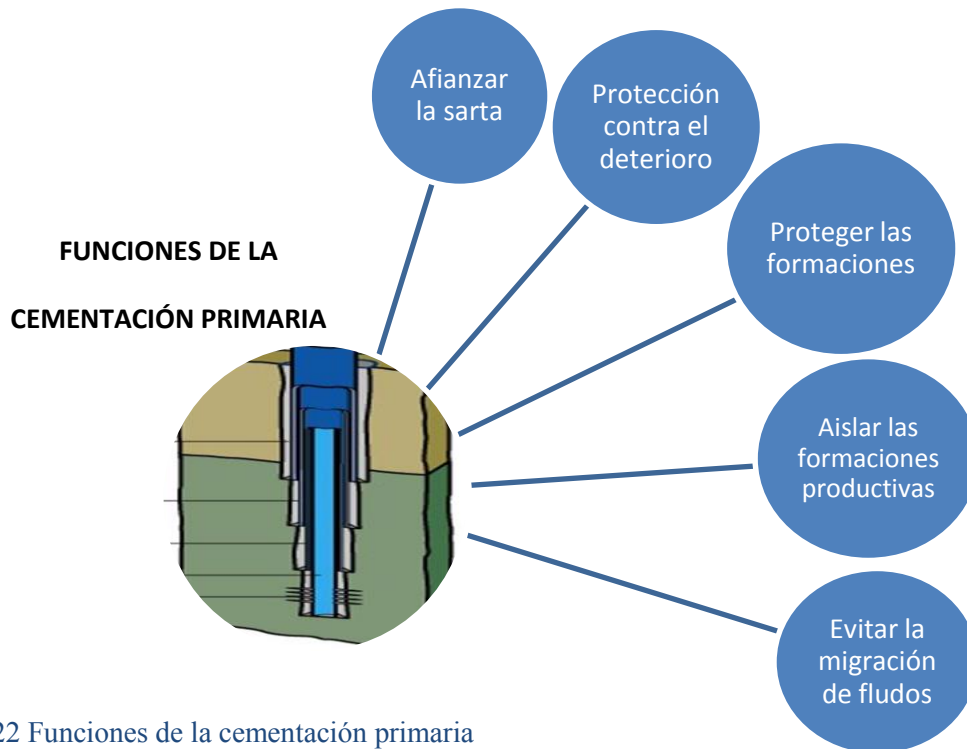 Afianzar
la sarta
Protección
contra el
deterioro
Proteger las
formaciones
Aislar las
formaciones
productivas
Evitar la
migración
de fludos
FUNCIONES DE LA
CEMENTACIÓN PRIMARIA
22 Funciones de la cementación primaria